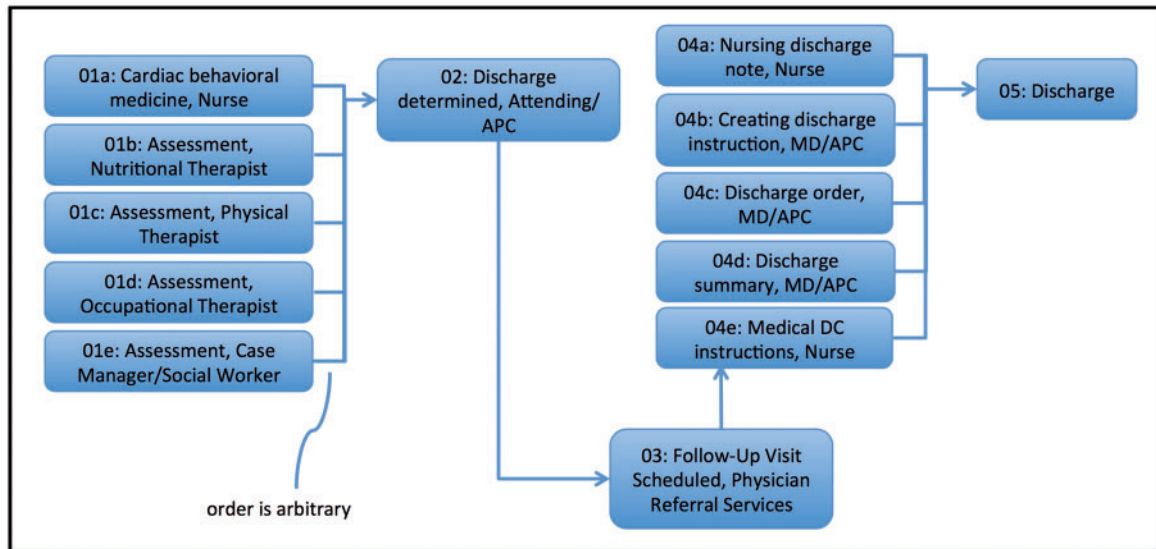 01a: Cardiac behavioral
medicine, Nurse
01b: Assessment,
Nutritional Therapist
01c: Assessment, Physical
Therapist
01d: Assessment,
Occupational Therapist
01e: Assessment, Case
Manager/Social Worker
order is arbitrary
02: Discharge
determined, Attending/
APC
03: Follow-Up Visit
Scheduled, Physician
Referral Services
04a: Nursing discharge
note, Nurse
04b: Creating discharge
instruction, MD/APC
04c: Discharge order,
MD/APC
04d: Discharge
summary, MD/APC
04e: Medical DC
instructions, Nurse
05: Discharge